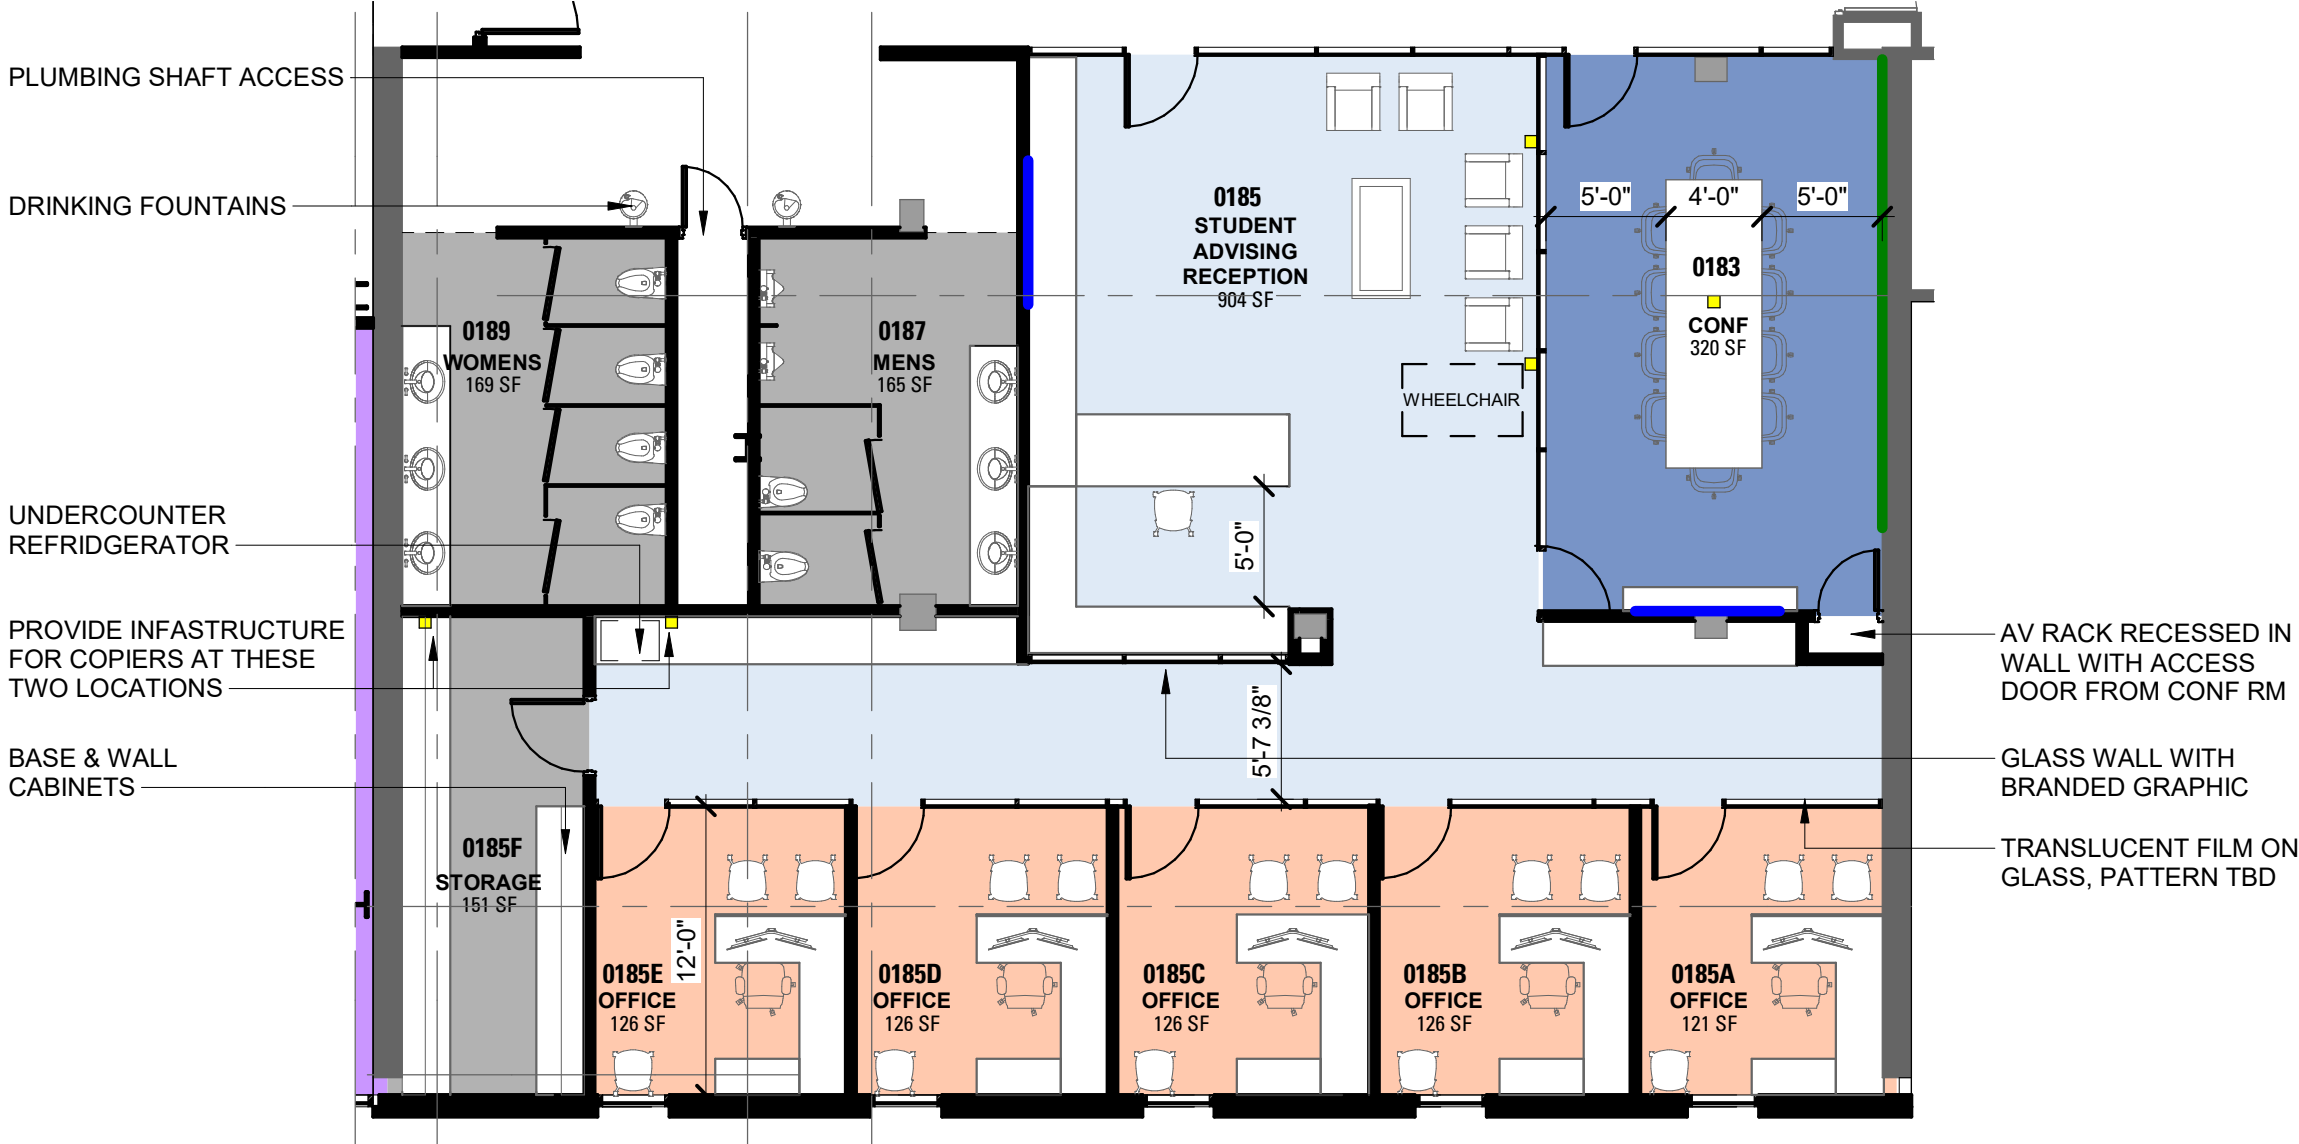 PLUMBING SHAFT ACCESS
DRINKING FOUNTAINS
UNDERCOUNTER
REFRIDGERATOR
PROVIDE INFASTRUCTURE
FOR COPIERS AT THESE
TWO LOCATIONS
BASE & WALL
CABINETS
0189
WOMENS
169 SF
0187
MENS
165 SF
0185
STUDENT
ADVISING
RECEPTION
904 SF
WHEELCHAIR
5'-0"
5'-0"
4'-0"
5'-0"
0183
CONF
320 SF
5'-7 3/8"
0185F
STORAGE
151 SF
12'-0"
0185E
OFFICE
126 SF
0185D
OFFICE
126 SF
0185C
OFFICE
126 SF
0185B
OFFICE
126 SF
0185A
OFFICE
121 SF
AV RACK RECESSED IN
WALL WITH ACCESS
DOOR FROM CONF RM
GLASS WALL WITH
BRANDED GRAPHIC
TRANSLUCENT FILM ON
GLASS, PATTERN TBD